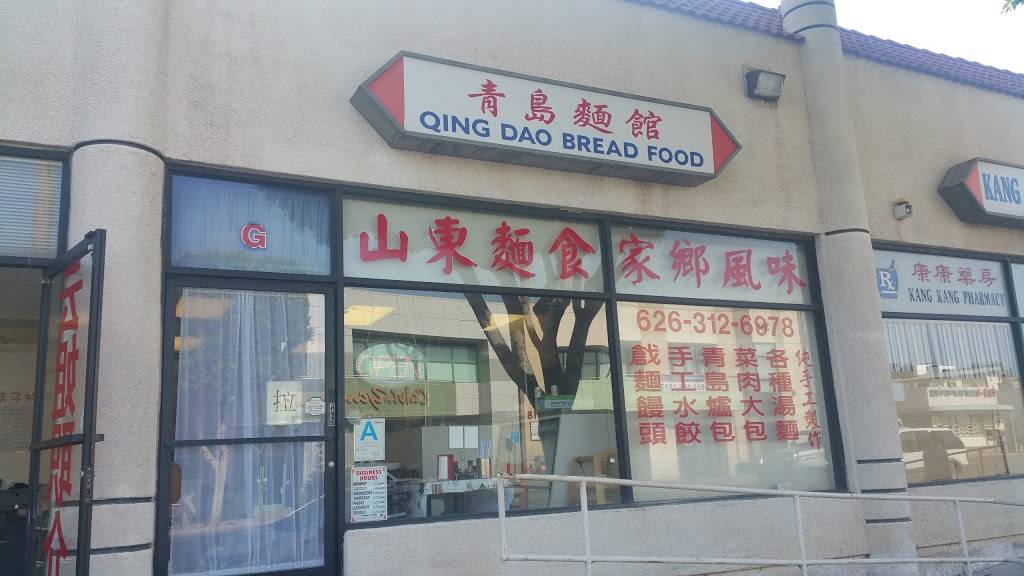 青島麵館
QING DAO BREAD FOOD
KANG
G
山東麵食 家鄉風味
康康藥房
KANG KANG PHARMACY
626-312-6978
純手工製作
各種湯麵
菜肉大包
青島爐包
手工水餃
戧麵饅頭
OPEN
拉
A
BUSINESS HOURS